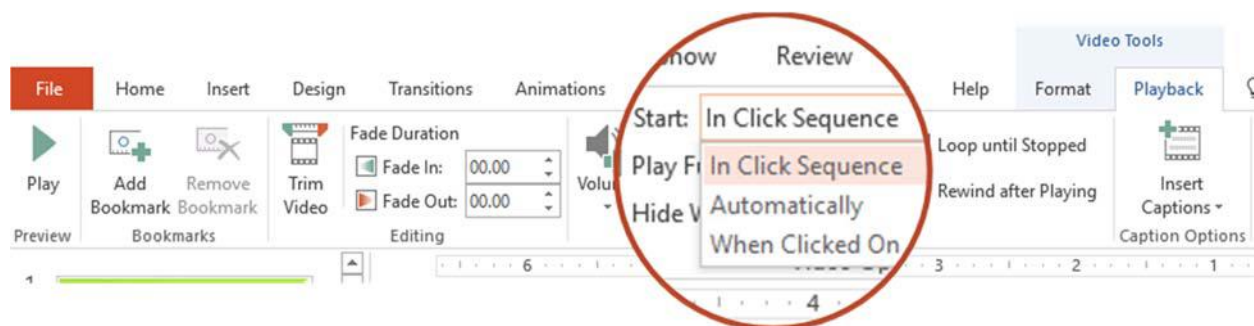 Video Tools
File Home Insert Design Transitions Animations Review Help Format Playback
Play
Preview
Add Bookmark
Remove Bookmark
Bookmarks
Trim Video
Fade Duration
Fade In: 00.00
Fade Out: 00.00
Editing
Start: In Click Sequence
Play
In Click Sequence
Hide
Automatically
When Clicked On
Loop until Stopped
Rewind after Playing
Insert Captions
Caption Options
6 3 2 1
4
1